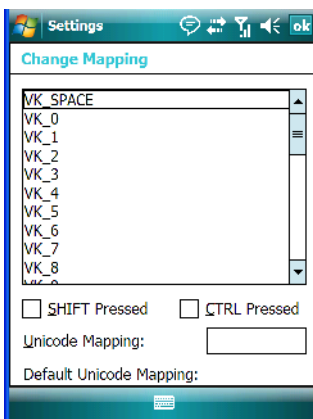 Settings
ok
Change Mapping
VK_SPACE
VK_0
VK_1
VK_2
VK_3
VK_4
VK_5
VK_6
VK_7
VK_8
SHIFT Pressed CTRL Pressed
Unicode Mapping:
Default Unicode Mapping: